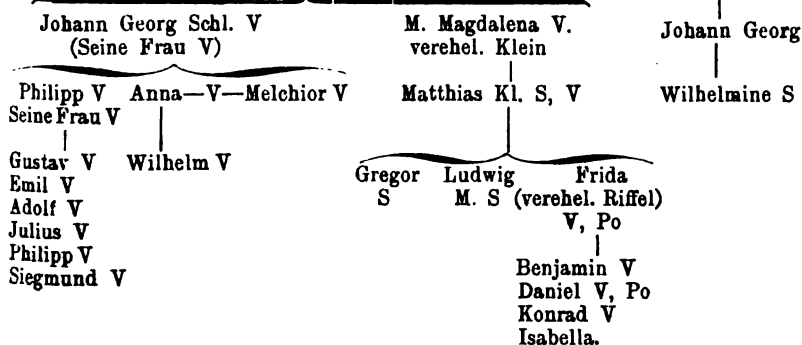 Johann Georg Schl. V
(Seine Frau V)
M. Magdalena V.
verehel. Klein
Johann Georg
Philipp V
Seine Frau V
Anna—V—Melchior V
Matthias Kl. S, V
Wilhelmine S
Gustav V
Emil V
Adolf V
Julius V
Philipp V
Siegmund V
Wilhelm V
Gregor
S
Ludwig
M. S
Frida
(verehel. Riffel)
V, Po
Benjamin V
Daniel V, Po
Konrad V
Isabella.